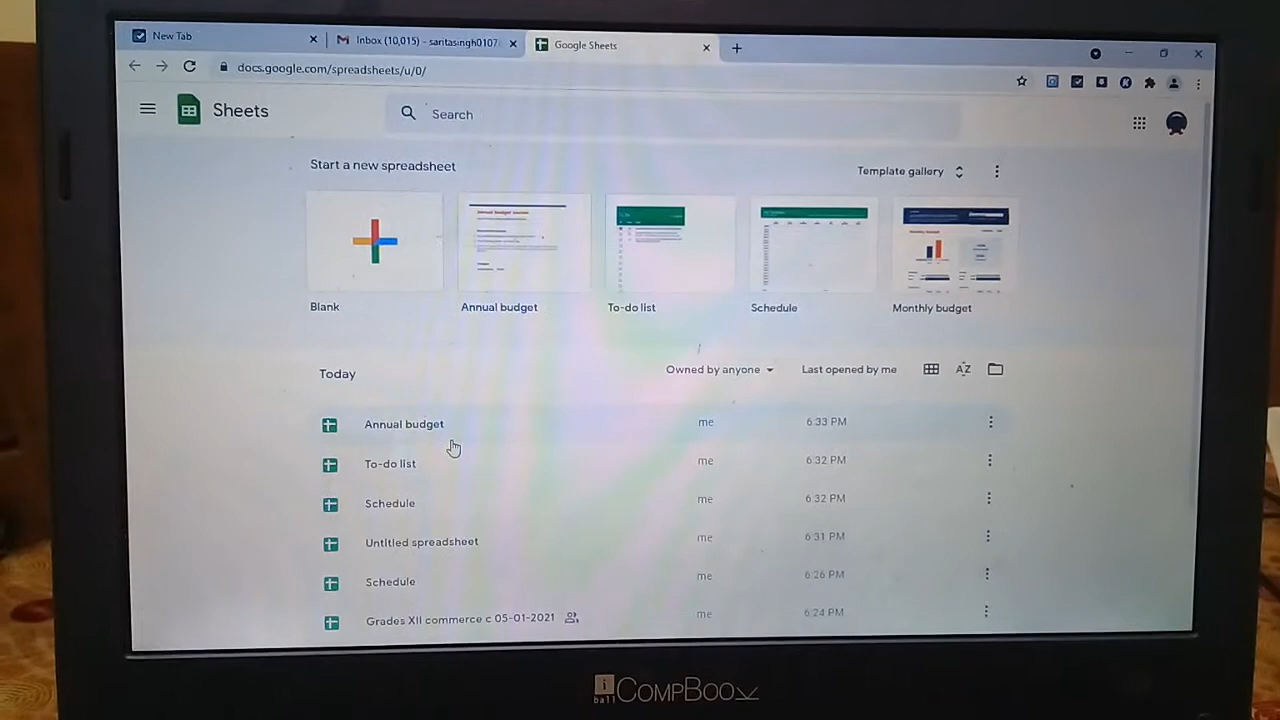 New Tab
Inbox (10,015) - saritasingh0107
Google Sheets
docs.google.com/spreadsheets/u/0/
Sheets
Search
Start a new spreadsheet
Template gallery
Blank
Annual budget
To-do list
Schedule
Monthly budget
Today
Owned by anyone
Last opened by me
AZ
Annual budget me 6:33 PM
To-do list me 6:32 PM
Schedule me 6:32 PM
Untitled spreadsheet me 6:31 PM
Schedule me 6:26 PM
Grades XII commerce c 05-01-2021 me 6:24 PM
iball CompBook